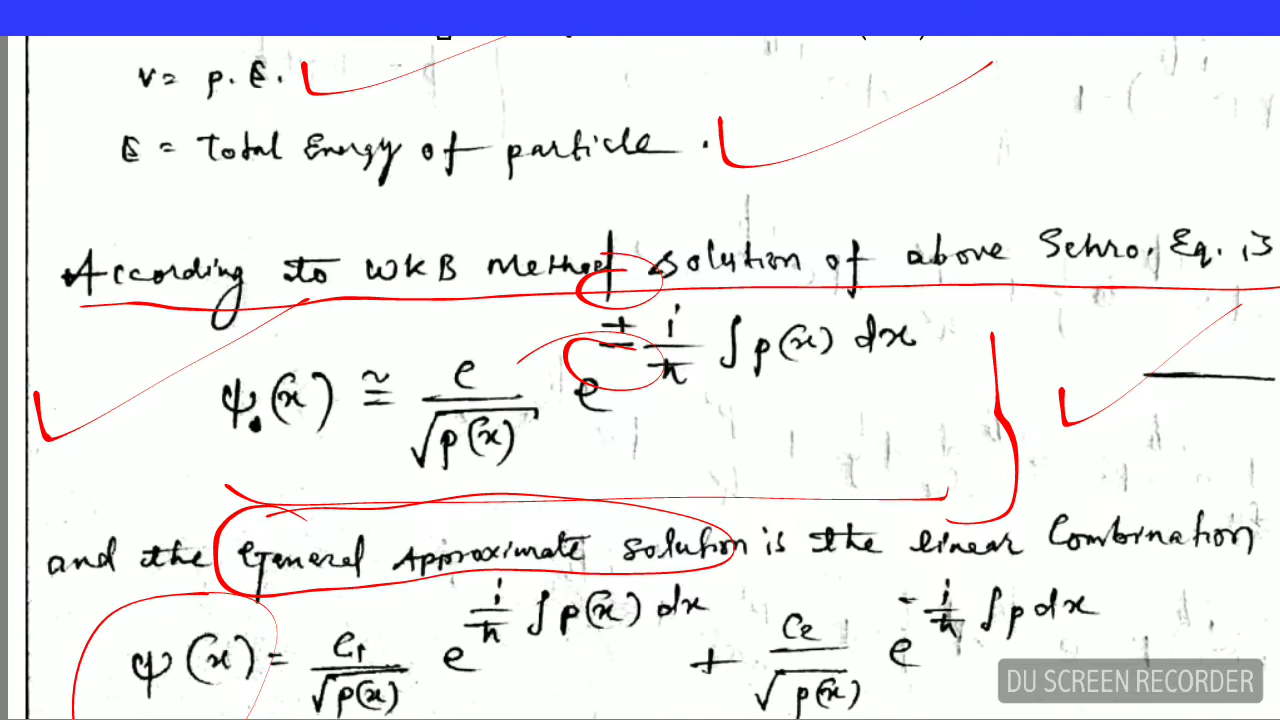 V = P.E.
E = Total Energy of particle.
According to WKB Method solution of above Schro. Eq. is
ψ(x) ≅ c/√p(x) e^{± i/ħ ∫p(x) dx}
and the General Approximate solution is the linear Combination
ψ(x) = c₁/√p(x) e^{i/ħ ∫p(x) dx} + c₂/√p(x) e^{-i/ħ ∫p dx}
DU SCREEN RECORDER